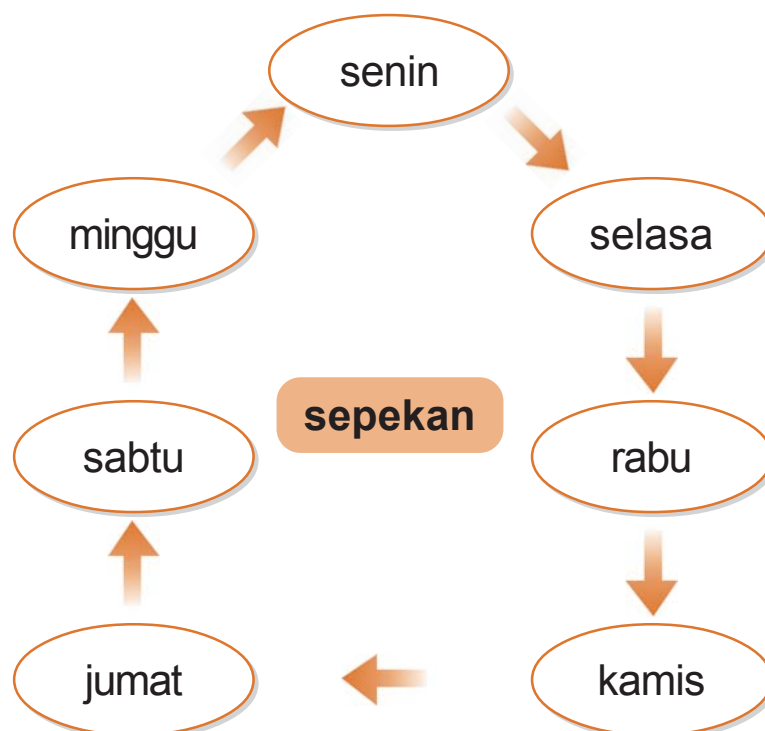 senin
selasa
rabu
kamis
jumat
sabtu
minggu
sepekan